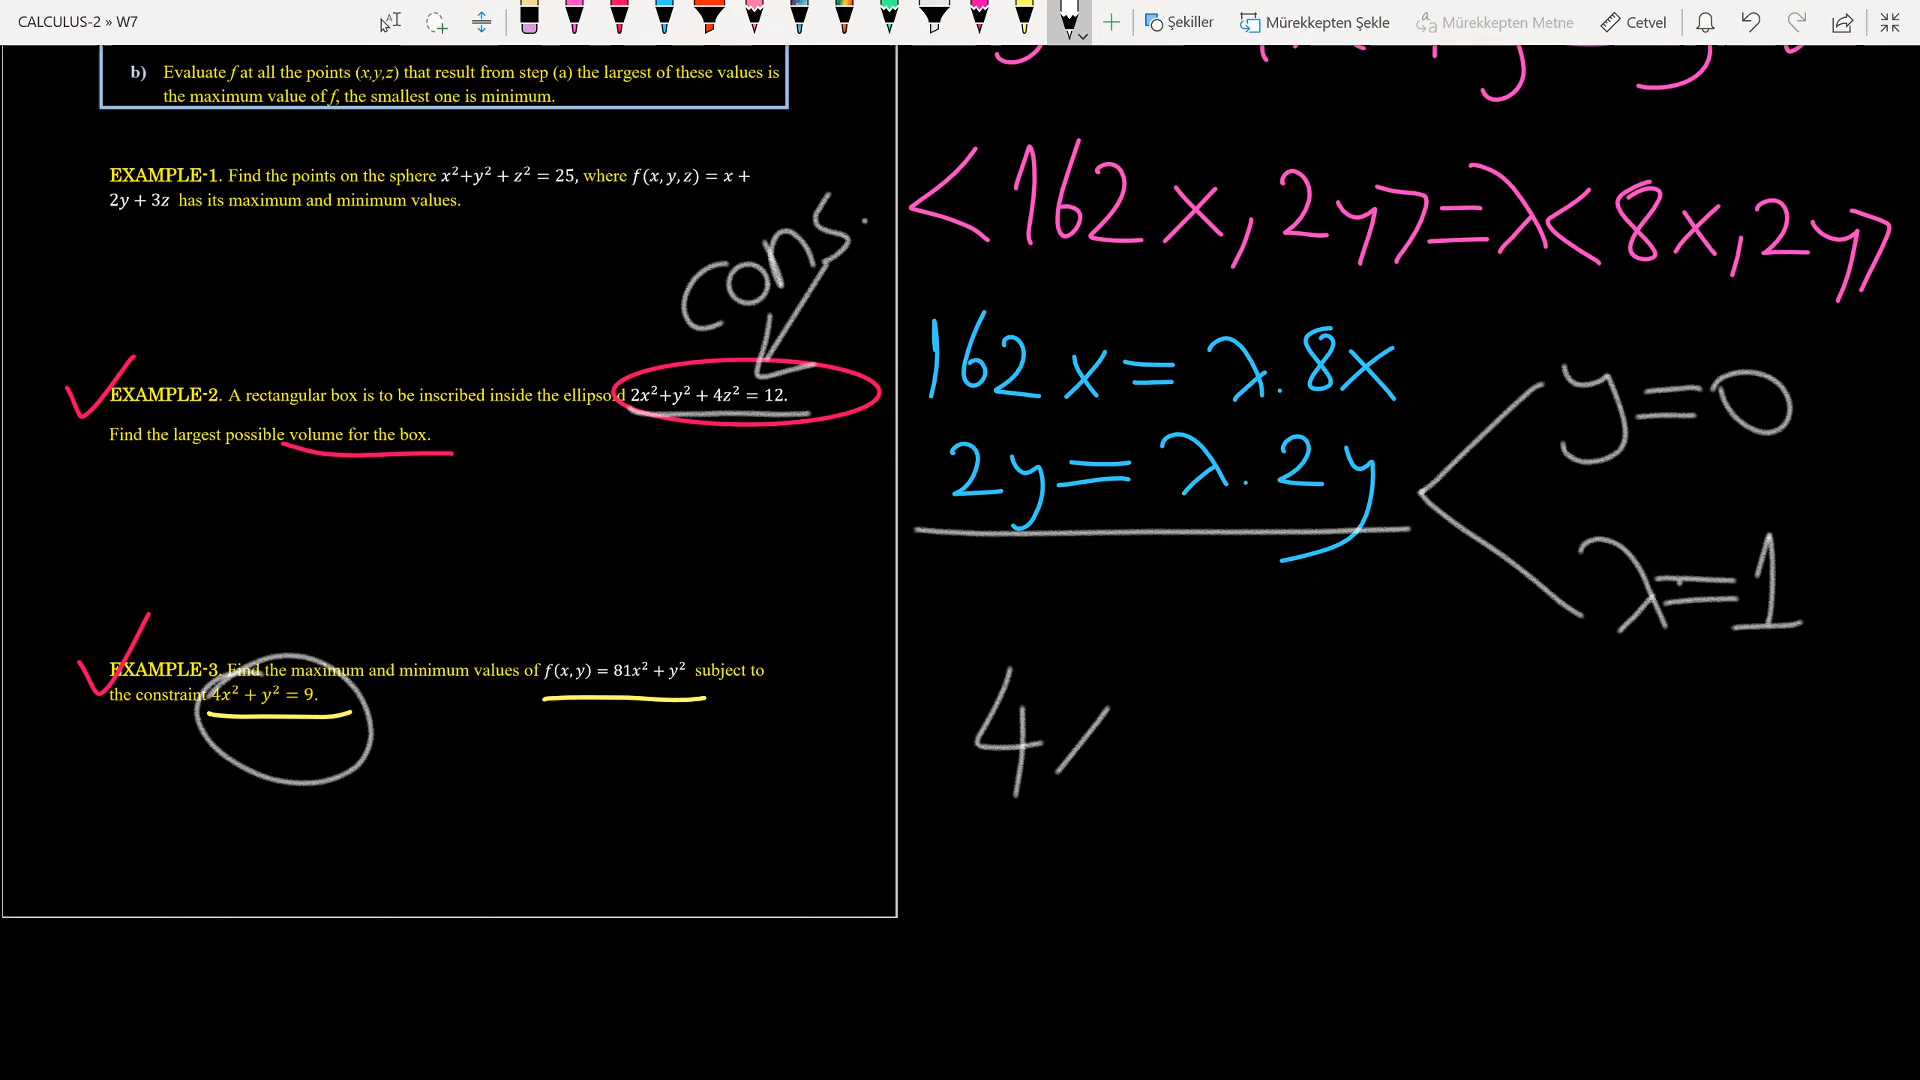 CALCULUS-2 » W7
Şekiller
Mürekkepten Şekle
Mürekkepten Metne
Cetvel
b) Evaluate f at all the points (x,y,z) that result from step (a) the largest of these values is
the maximum value of f, the smallest one is minimum.
EXAMPLE-1. Find the points on the sphere x²+y² + z² = 25, where f(x, y, z) = x +
2y + 3z has its maximum and minimum values.
cons.
EXAMPLE-2. A rectangular box is to be inscribed inside the ellipsoid 2x²+y² + 4z² = 12.
Find the largest possible volume for the box.
EXAMPLE-3. Find the maximum and minimum values of f(x, y) = 81x² + y² subject to
the constraint 4x² + y² = 9.
<162x, 2y> = λ<8x, 2y>
162x = λ.8x
2y = λ.2y
y = 0
λ = 1
4